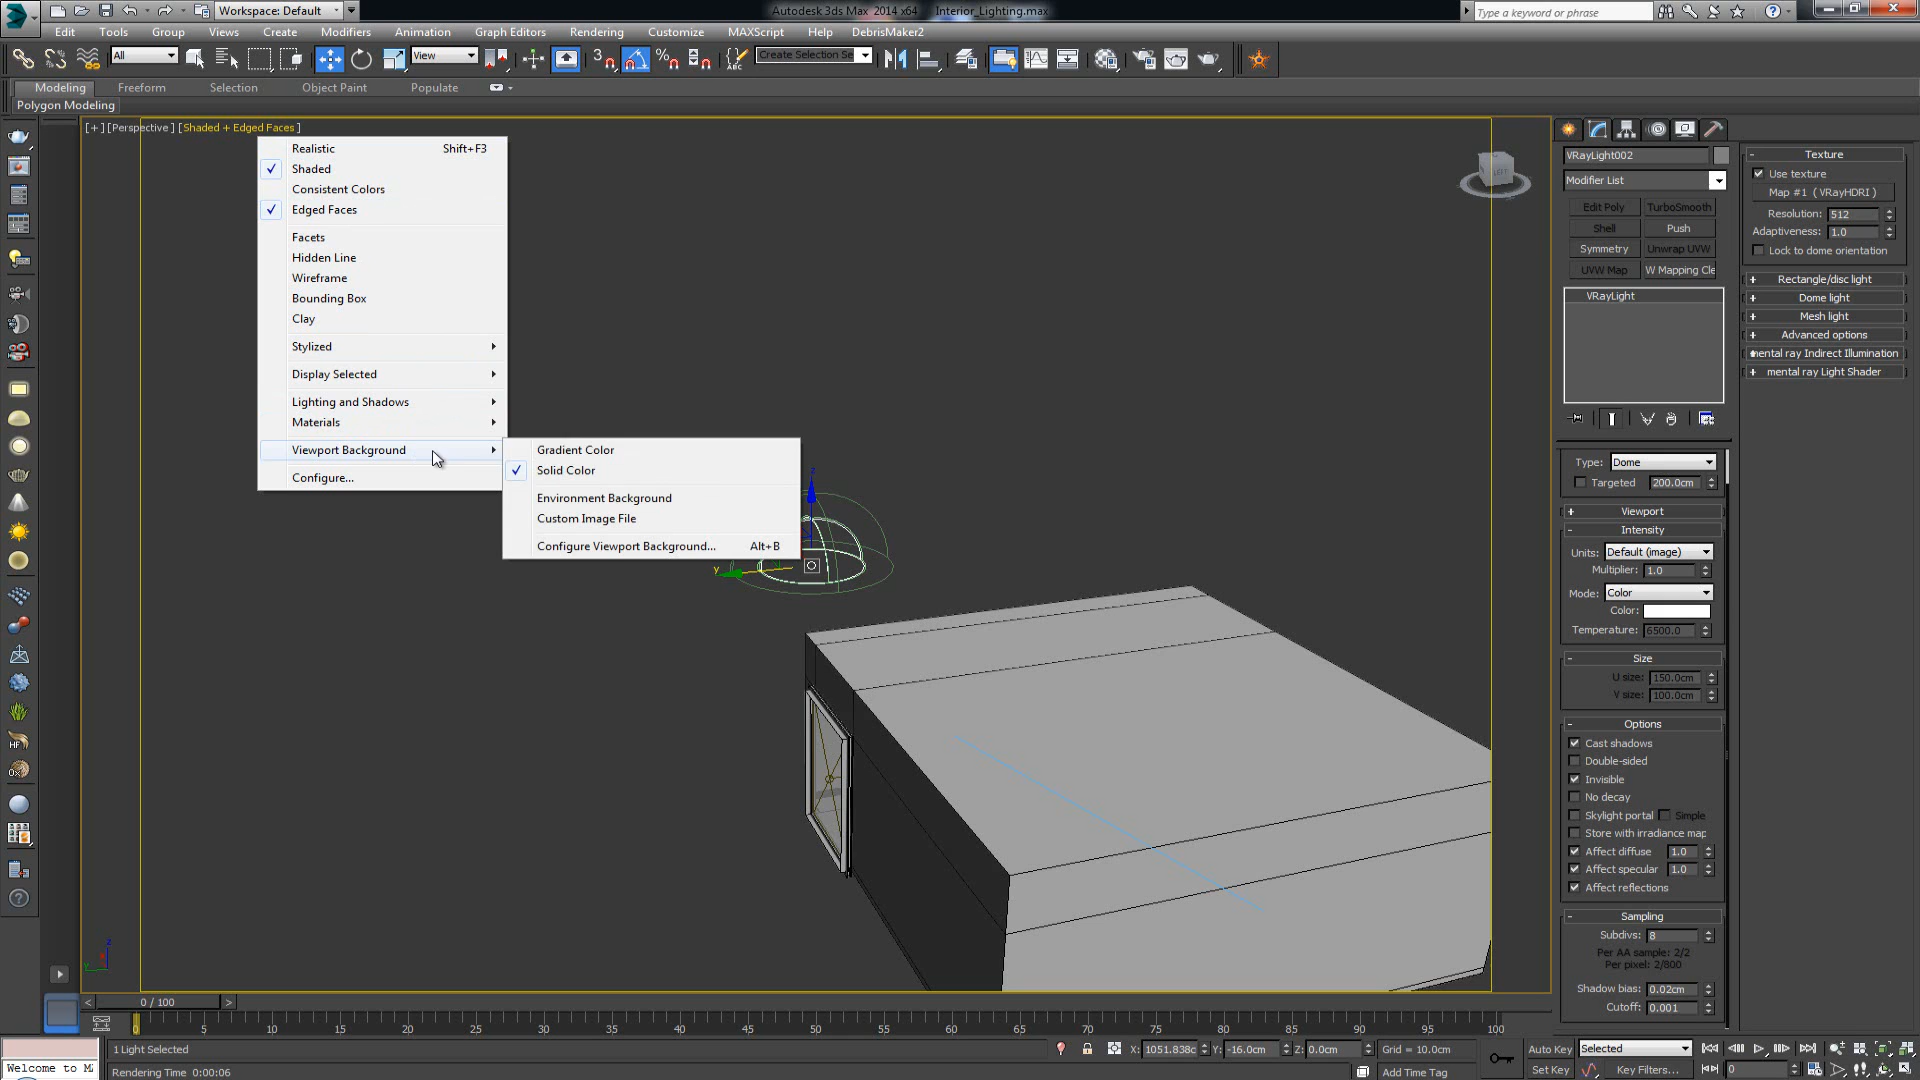 Workspace: Default
Autodesk 3ds Max 2014 x64
Interior_Lighting.max
Type a keyword or phrase
Edit
Tools
Group
Views
Create
Modifiers
Animation
Graph Editors
Rendering
Customize
MAXScript
Help
DebrisMaker2
All
View
Create Selection Se
Modeling
Freeform
Selection
Object Paint
Populate
Polygon Modeling
[+] [Perspective] [Shaded + Edged Faces]
Realistic Shift+F3
Shaded
Consistent Colors
Edged Faces
Facets
Hidden Line
Wireframe
Bounding Box
Clay
Stylized
Display Selected
Lighting and Shadows
Materials
Viewport Background
Configure...
Gradient Color
Solid Color
Environment Background
Custom Image File
Configure Viewport Background... Alt+B
VRayLight002
Modifier List
Edit Poly
TurboSmooth
Shell
Push
Symmetry
Unwrap UVW
UVW Map
W Mapping Cle
VRayLight
Type: Dome
Targeted 200.0cm
Viewport
Intensity
Units: Default (image)
Multiplier: 1.0
Mode: Color
Color:
Temperature: 6500.0
Size
U size: 150.0cm
V size: 100.0cm
Options
Cast shadows
Double-sided
Invisible
No decay
Skylight portal Simple
Store with irradiance map
Affect diffuse 1.0
Affect specular 1.0
Affect reflections
Sampling
Subdivs: 8
Per AA sample: 2/2
Per pixel: 2/800
Shadow bias: 0.02cm
Cutoff: 0.001
Texture
Use texture
Map #1 ( VRayHDRI )
Resolution: 512
Adaptiveness: 1.0
Lock to dome orientation
Rectangle/disc light
Dome light
Mesh light
Advanced options
mental ray Indirect Illumination
mental ray Light Shader
LEFT
z
y
0 / 100
0 5 10 15 20 25 30 35 40 45 50 55 60 65 70 75 80 85 90 95 100
1 Light Selected
X: 1051.838c Y: -16.0cm Z: 0.0cm
Grid = 10.0cm
Auto Key
Selected
Welcome to M
Rendering Time 0:00:06
Add Time Tag
Set Key
Key Filters...
0